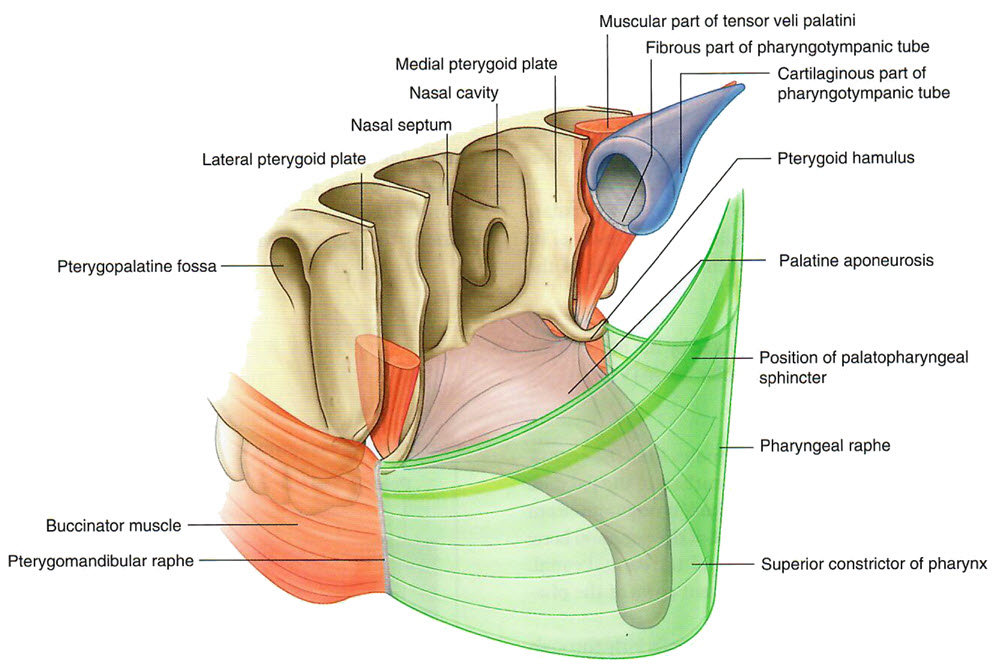 Muscular part of tensor veli palatini
Fibrous part of pharyngotympanic tube
Medial pterygoid plate
Cartilaginous part of
pharyngotympanic tube
Nasal cavity
Nasal septum
Lateral pterygoid plate
Pterygoid hamulus
Pterygopalatine fossa
Palatine aponeurosis
Position of palatopharyngeal
sphincter
Pharyngeal raphe
Buccinator muscle
Pterygomandibular raphe
Superior constrictor of pharynx